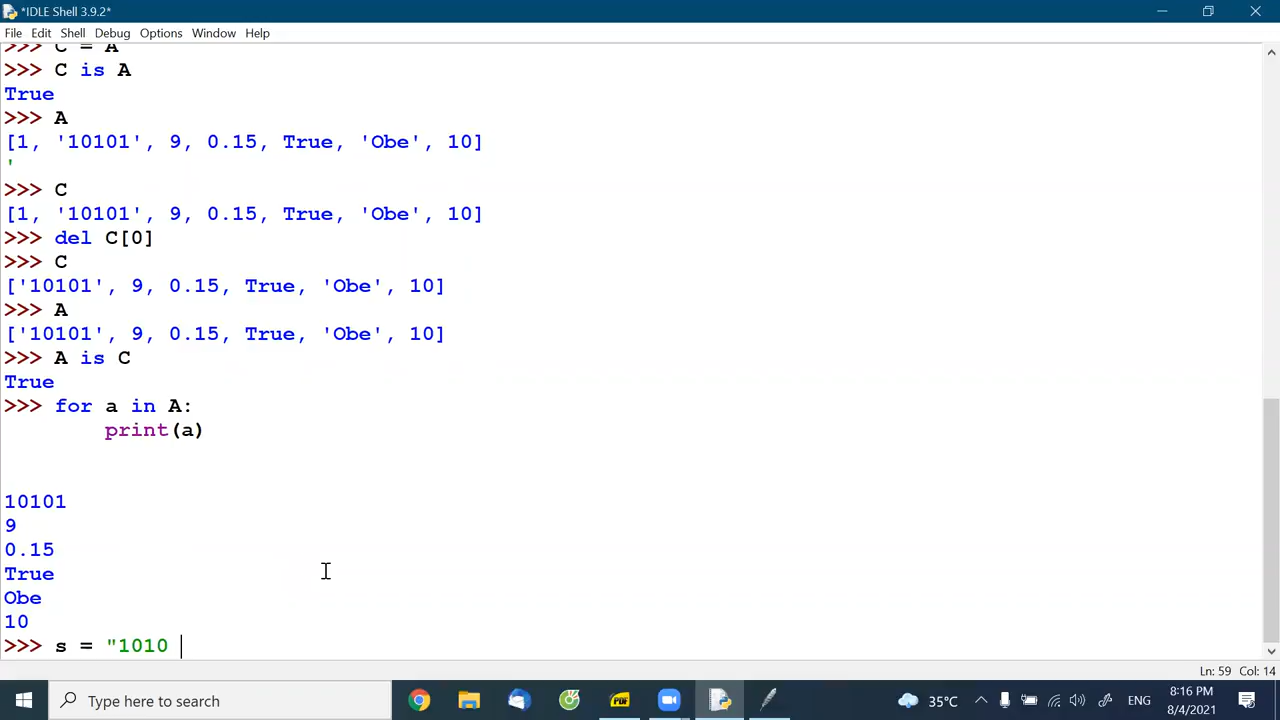 *IDLE Shell 3.9.2*
File Edit Shell Debug Options Window Help
>>> C = A
>>> C is A
True
>>> A
[1, '10101', 9, 0.15, True, 'Obe', 10]
'
>>> C
[1, '10101', 9, 0.15, True, 'Obe', 10]
>>> del C[0]
>>> C
['10101', 9, 0.15, True, 'Obe', 10]
>>> A
['10101', 9, 0.15, True, 'Obe', 10]
>>> A is C
True
>>> for a in A:
print(a)
10101
9
0.15
True
Obe
10
>>> s = "1010
Ln: 59 Col: 14
Type here to search
PDF
35°C
ENG
8:16 PM
8/4/2021